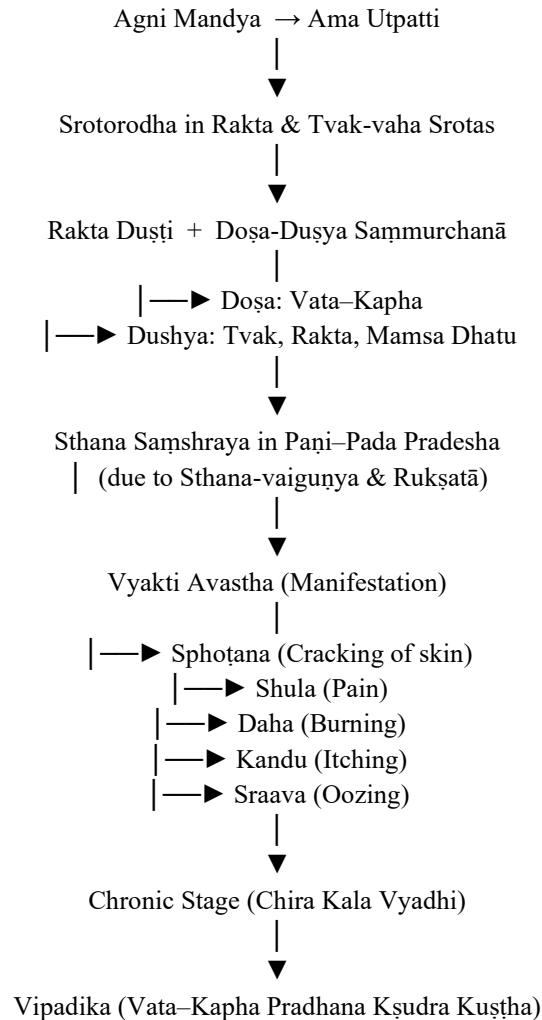 Agni Mandya → Ama Utpatti
Srotorodha in Rakta & Tvak-vaha Srotas
Rakta Duṣṭi + Doṣa-Duṣya Saṃmurchanā
Doṣa: Vata–Kapha
Dushya: Tvak, Rakta, Mamsa Dhatu
Sthana Saṃshraya in Paṇi–Pada Pradesha
(due to Sthana-vaiguṇya & Rukṣatā)
Vyakti Avastha (Manifestation)
Sphoṭana (Cracking of skin)
Shula (Pain)
Daha (Burning)
Kandu (Itching)
Sraava (Oozing)
Chronic Stage (Chira Kala Vyadhi)
Vipadika (Vata–Kapha Pradhana Kṣudra Kuṣṭha)